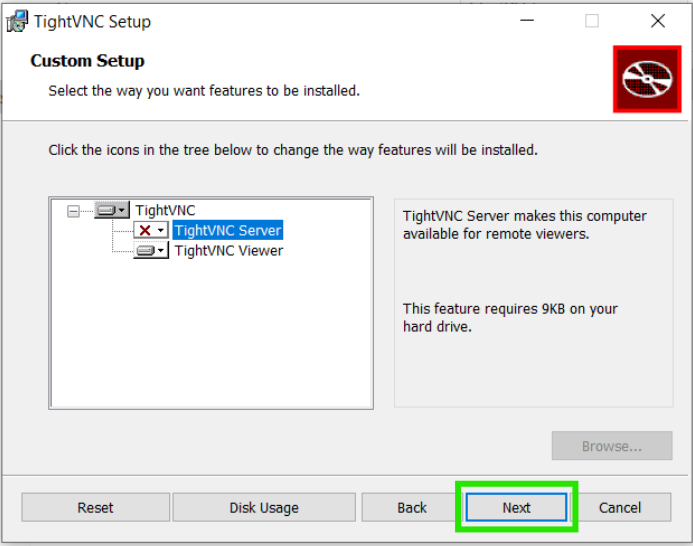 TightVNC Setup
Custom Setup
Select the way you want features to be installed.
Click the icons in the tree below to change the way features will be installed.
TightVNC
TightVNC Server
TightVNC Viewer
TightVNC Server makes this computer
available for remote viewers.
This feature requires 9KB on your
hard drive.
Browse...
Reset
Disk Usage
Back
Next
Cancel